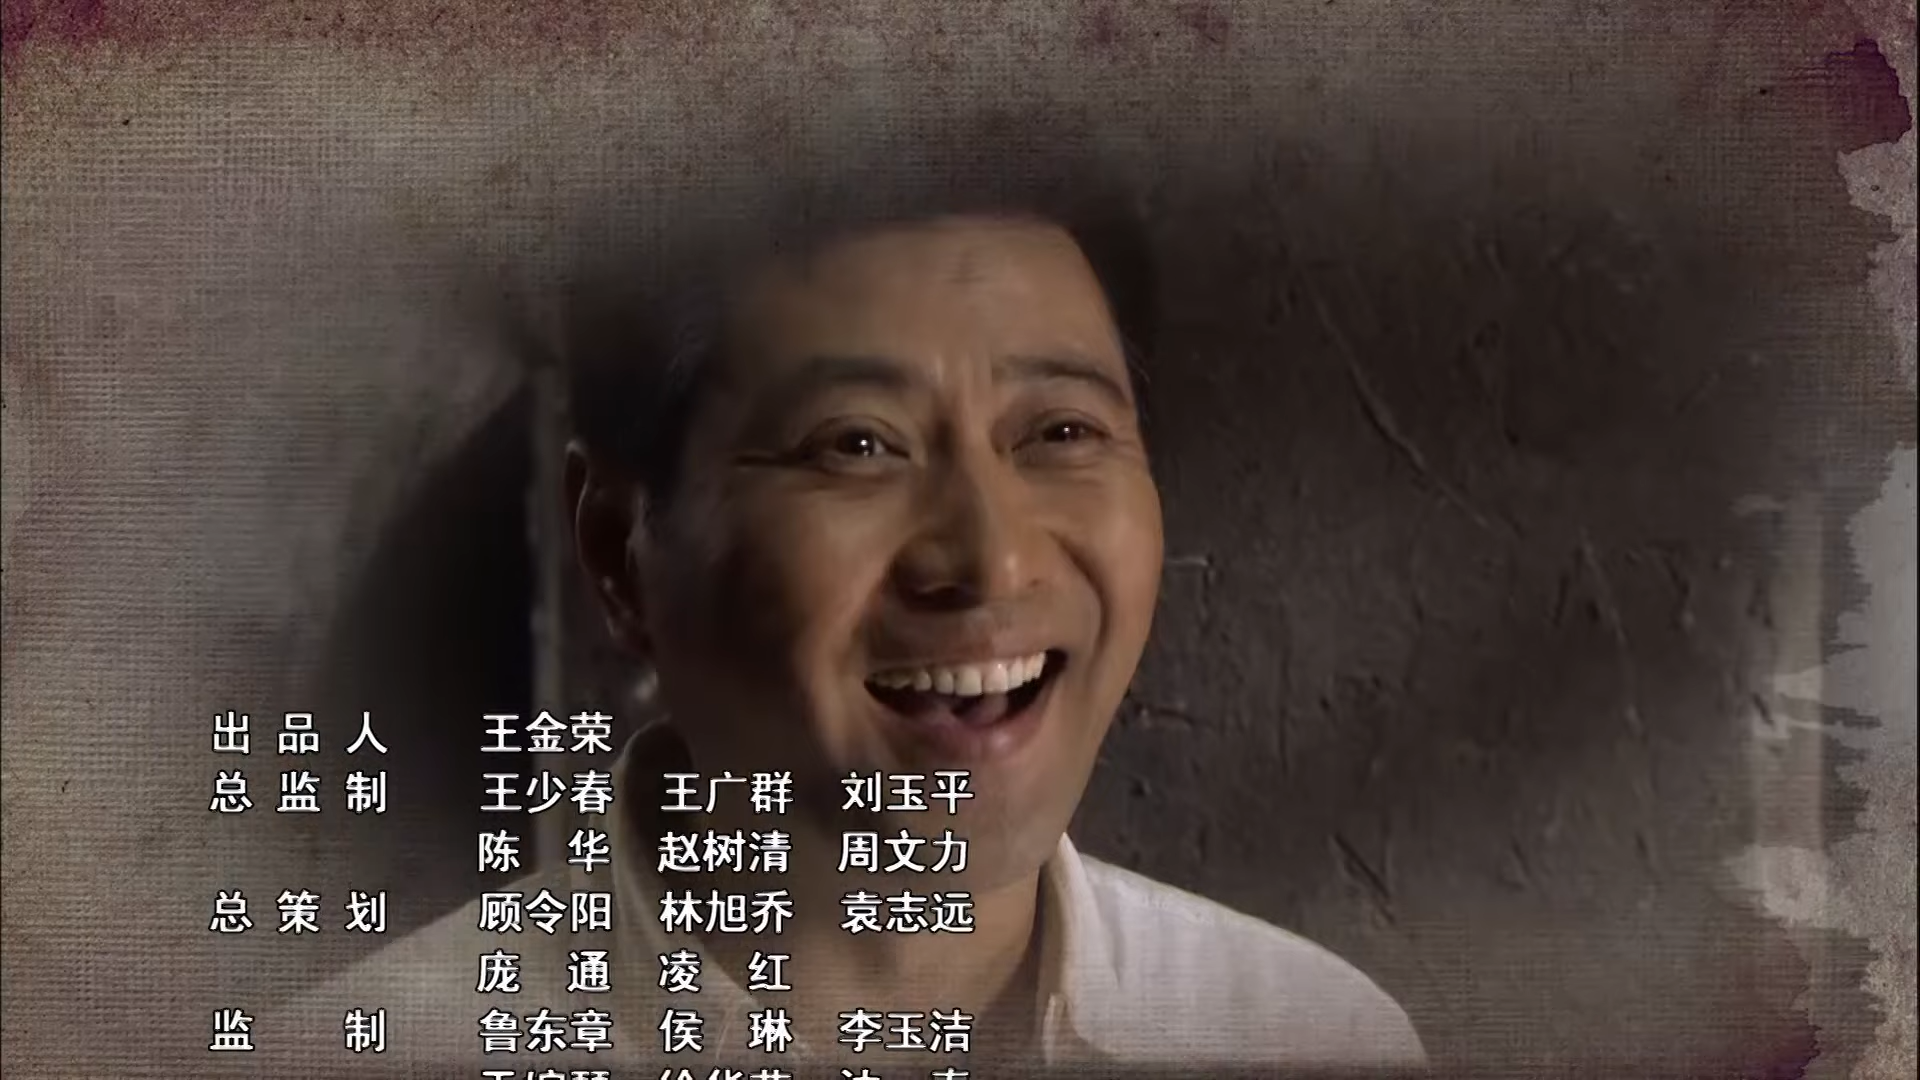 出品人 王金荣
总监制 王少春 王广群 刘玉平
陈华 赵树清 周文力
总策划 顾令阳 林旭乔 袁志远
庞通 凌红
监制 鲁东章 侯琳 李玉洁